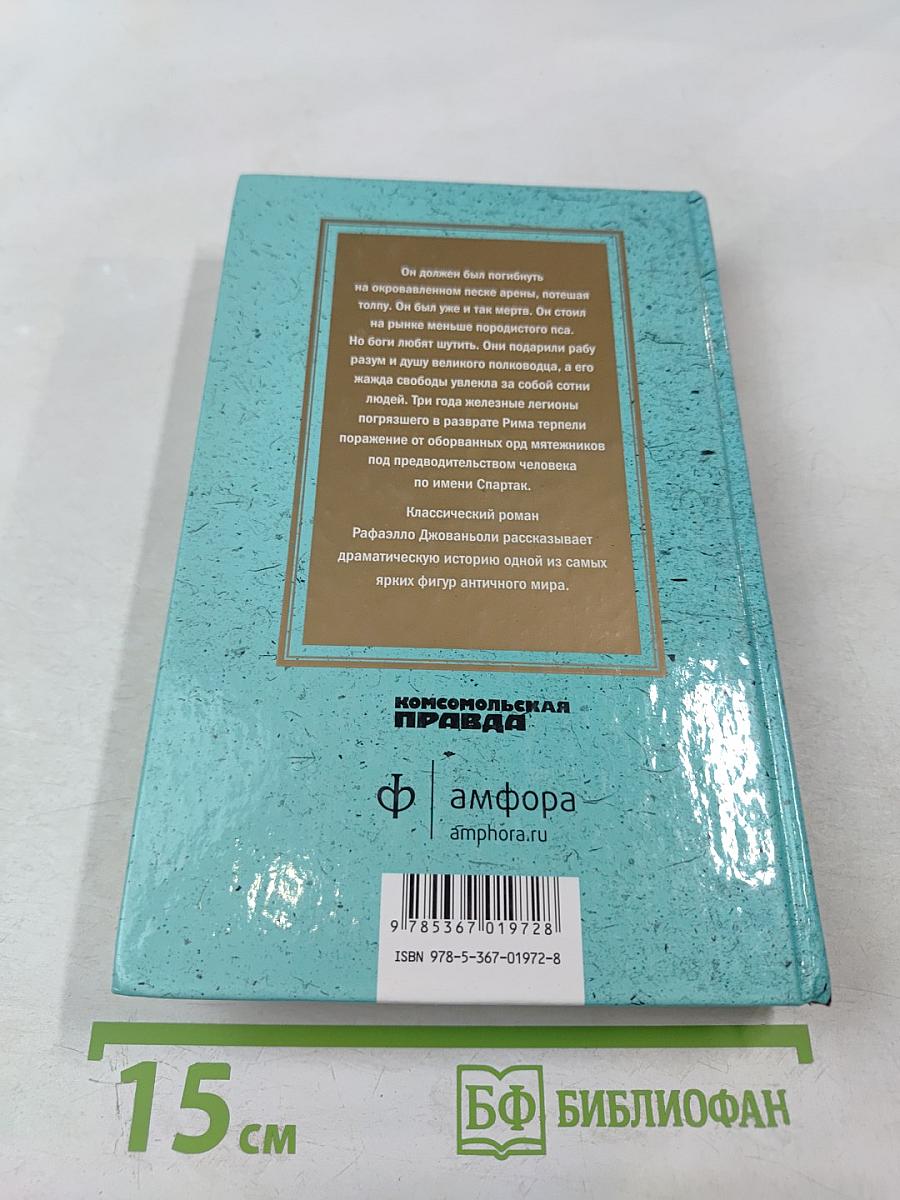 Он должен был погибнуть
на окровавленном песке арены, потешая
толпу. Он был уже и так мертв. Он стоил
на рынке меньше породистого пса.
Но боги любят шутить. Они подарили рабу
разум и душу великого полководца, а его
жажда свободы увлекла за собой сотни
людей. Три года железные легионы
погрязшего в разврате Рима терпели
поражение от оборванных орд мятежников
под предводительством человека
по имени Спартак.
Классический роман
Рафаэлло Джованьоли рассказывает
драматическую историю одной из самых
ярких фигур античного мира.
КОМСОМОЛЬСКАЯ
ПРАВДА
Ф амфора
amphora.ru
9 785367 019728
ISBN 978-5-367-01972-8
15 см
БФ БИБЛИОФАН